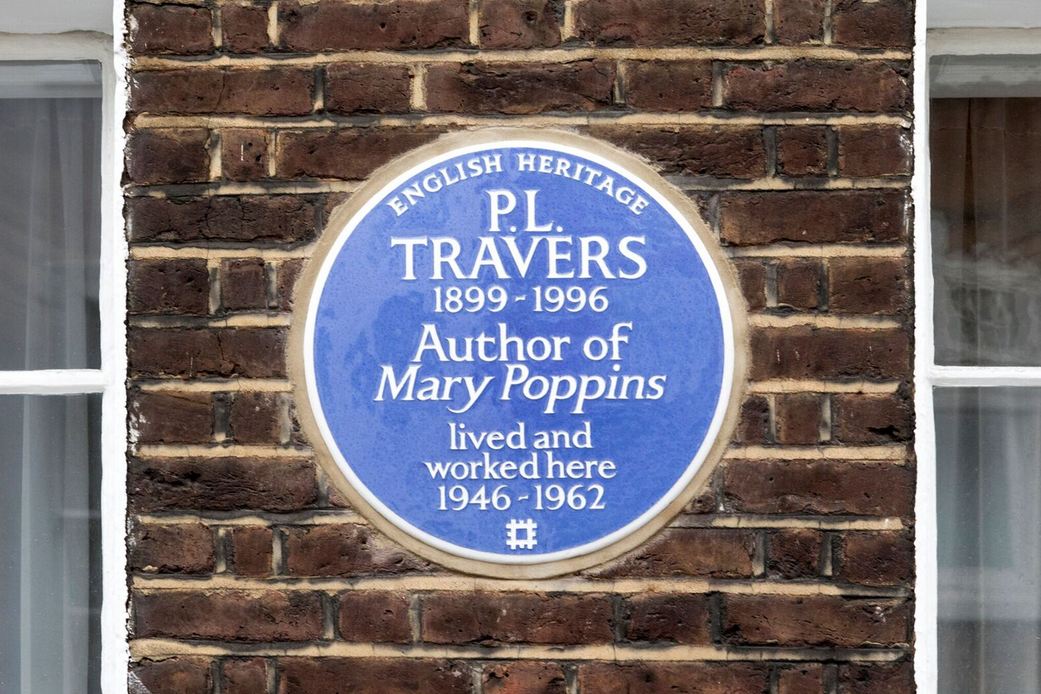 ENGLISH HERITAGE
P.L.
TRAVERS
1899-1996
Author of
Mary Poppins
lived and
worked here
1946-1962